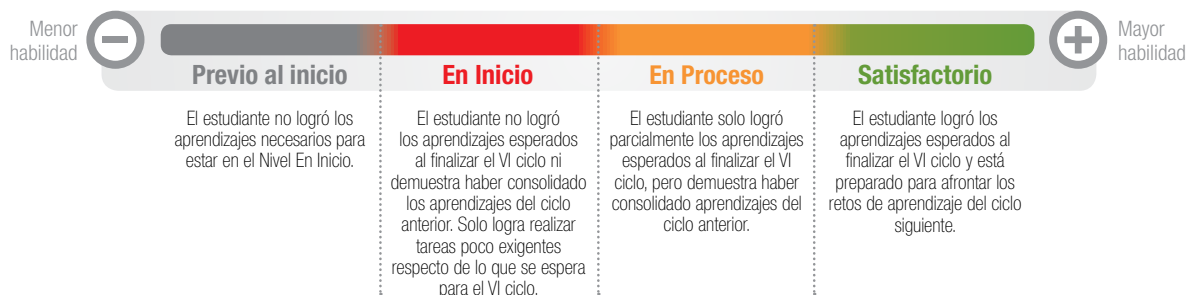 Menor
habilidad
Mayor
habilidad
Previo al inicio
El estudiante no logró los
aprendizajes necesarios para
estar en el Nivel En Inicio.
En Inicio
El estudiante no logró
los aprendizajes esperados
al finalizar el VI ciclo ni
demuestra haber consolidado
los aprendizajes del ciclo
anterior. Solo logra realizar
tareas poco exigentes
respecto de lo que se espera
para el VI ciclo.
En Proceso
El estudiante solo logró
parcialmente los aprendizajes
esperados al finalizar el VI
ciclo, pero demuestra haber
consolidado aprendizajes del
ciclo anterior.
Satisfactorio
El estudiante logró los
aprendizajes esperados al
finalizar el VI ciclo y está
preparado para afrontar los
retos de aprendizaje del ciclo
siguiente.